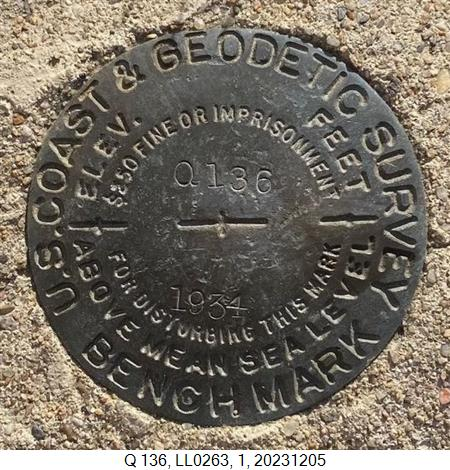 U.S. COAST & GEODETIC SURVEY
ELEV. FEET
$250 FINE OR IMPRISONMENT
Q 136
1934
FOR DISTURBING THIS MARK
ABOVE MEAN SEA LEVEL
BENCH MARK
Q 136, LL0263, 1, 20231205